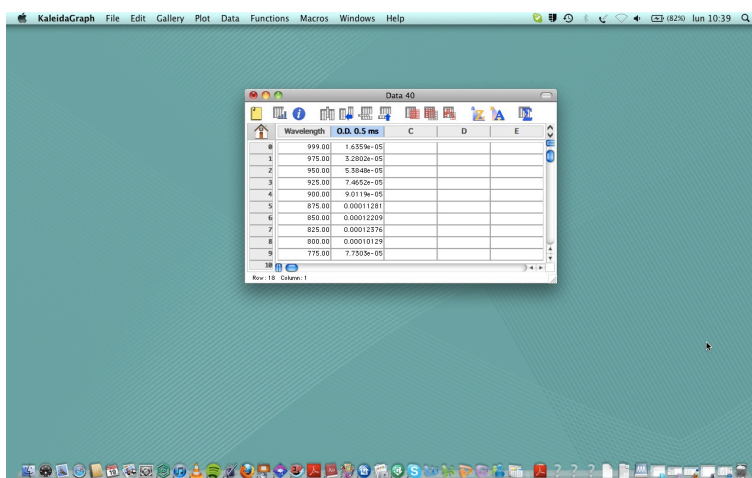 KaleidaGraph File Edit Gallery Plot Data Functions Macros Windows Help (82%) lun 10:39
Data 40
Wavelength O.D. 0.5 ms C D E
0 999.00 1.6359e-05
1 975.00 3.2802e-05
2 950.00 5.3848e-05
3 925.00 7.4652e-05
4 900.00 9.0119e-05
5 875.00 0.00011281
6 850.00 0.00012209
7 825.00 0.00012376
8 800.00 0.00010129
9 775.00 7.7303e-05
10
Row: 18 Column: 1